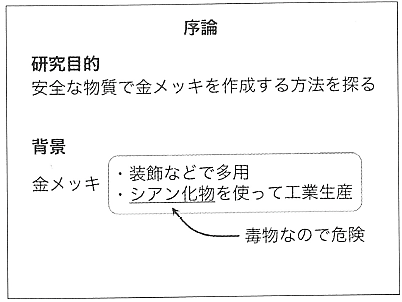 序論
研究目的
安全な物質で金メッキを作成する方法を探る
背景
金メッキ
・装飾などで多用
・シアン化物を使って工業生産
毒物なので危険